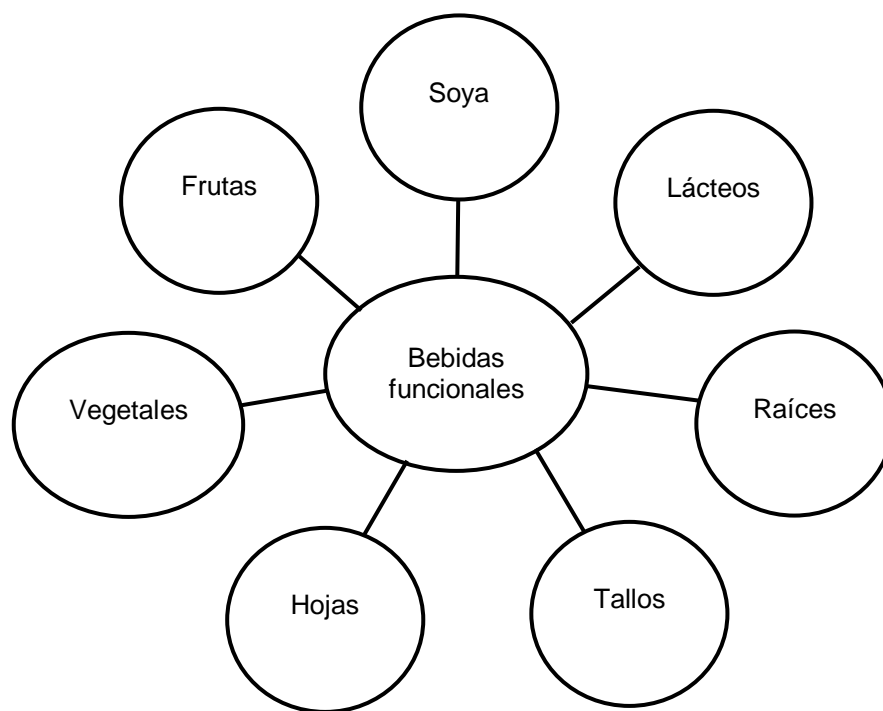 Soya
Frutas
Lácteos
Bebidas
funcionales
Vegetales
Raíces
Hojas
Tallos